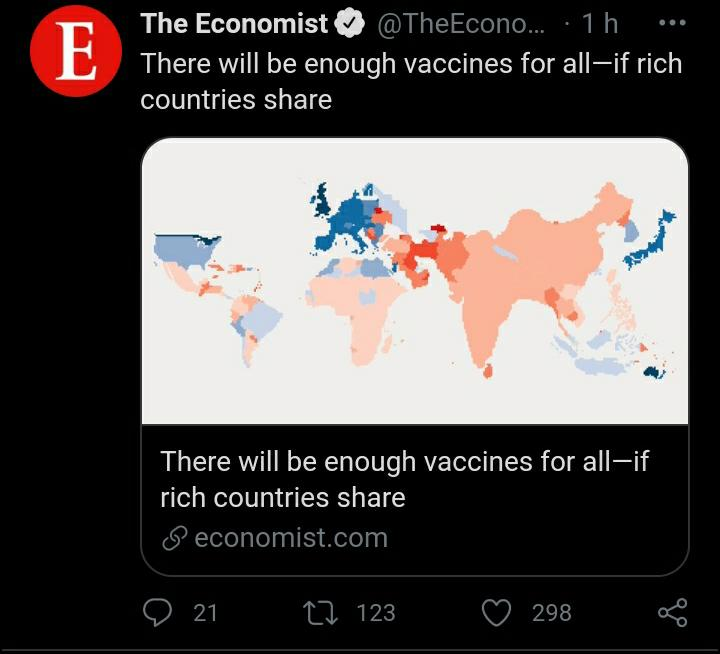 E
The Economist @TheEcono... · 1 h
There will be enough vaccines for all—if rich
countries share
There will be enough vaccines for all—if
rich countries share
economist.com
21 123 298